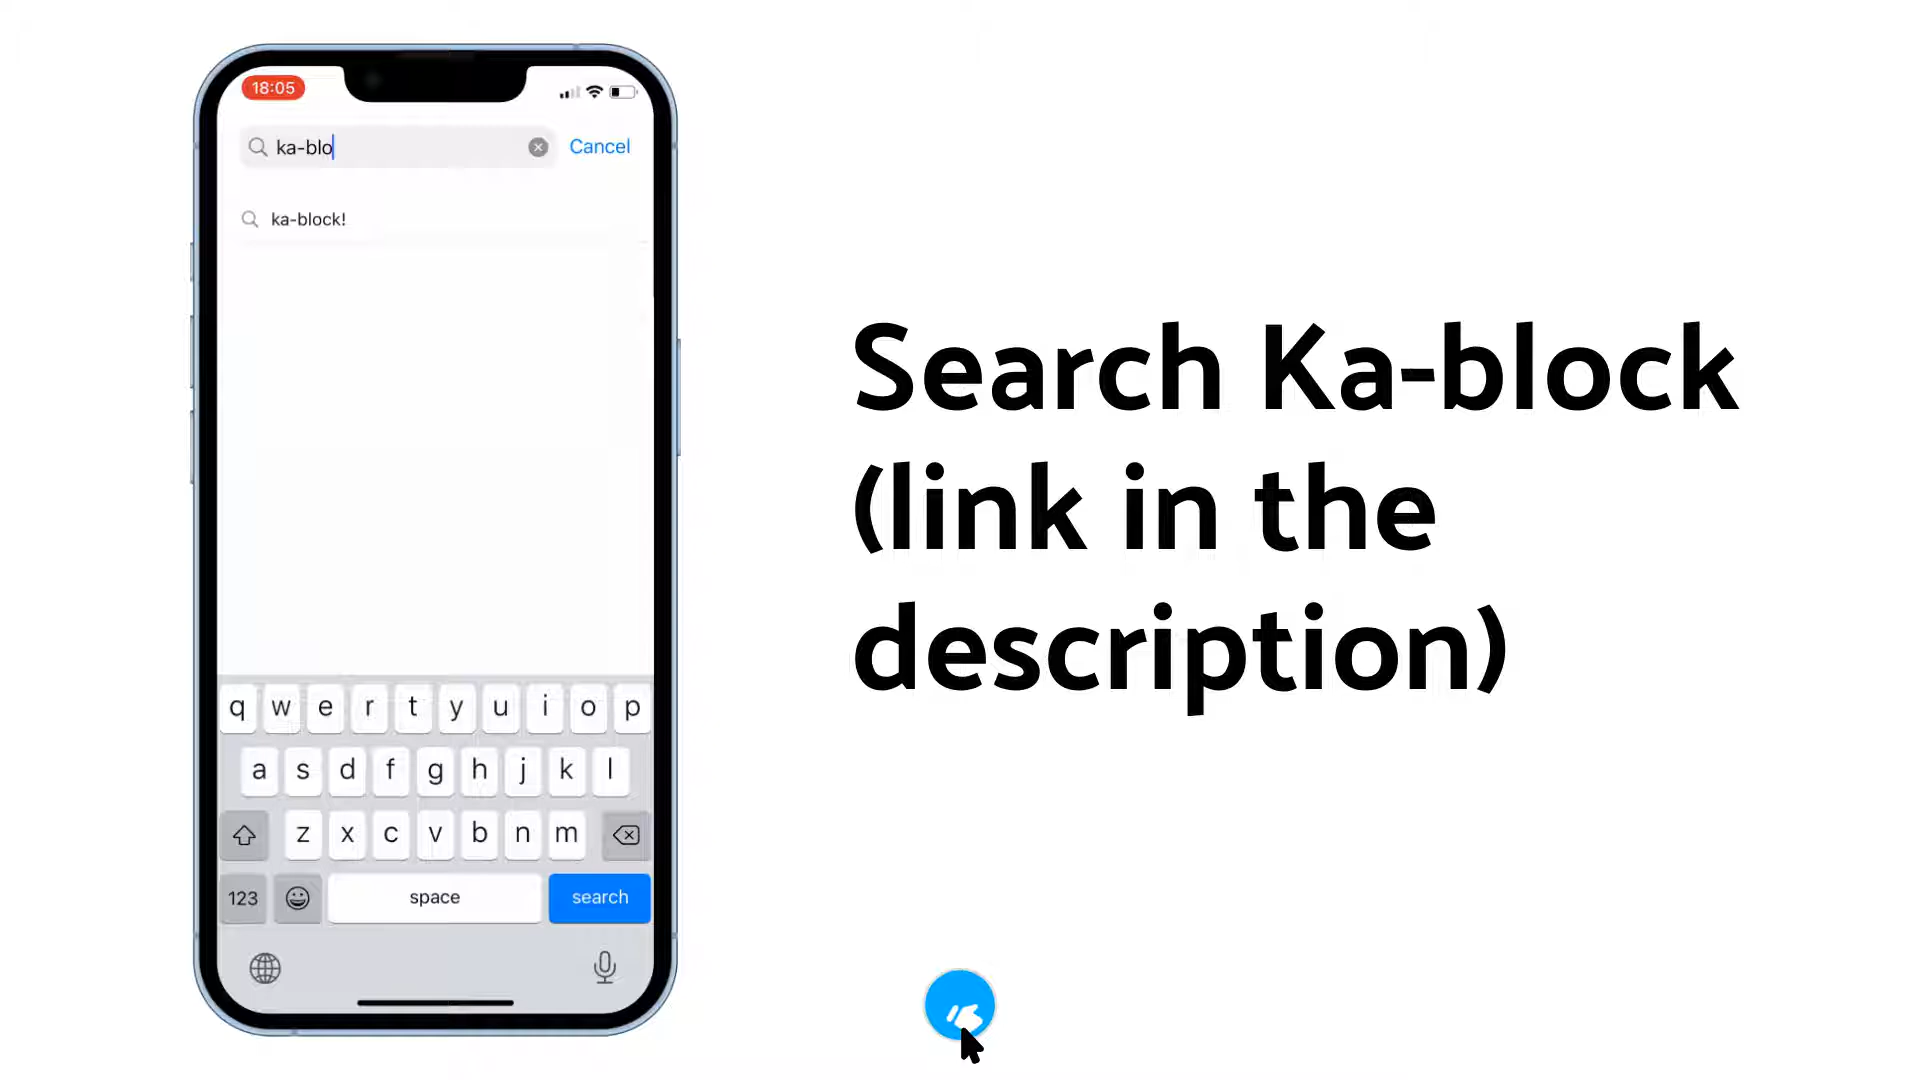 18:05
ka-blo
Cancel
ka-block!
Search Ka-block
(link in the
description)
q w e r t y u i o p
a s d f g h j k l
z x c v b n m
123
space
search